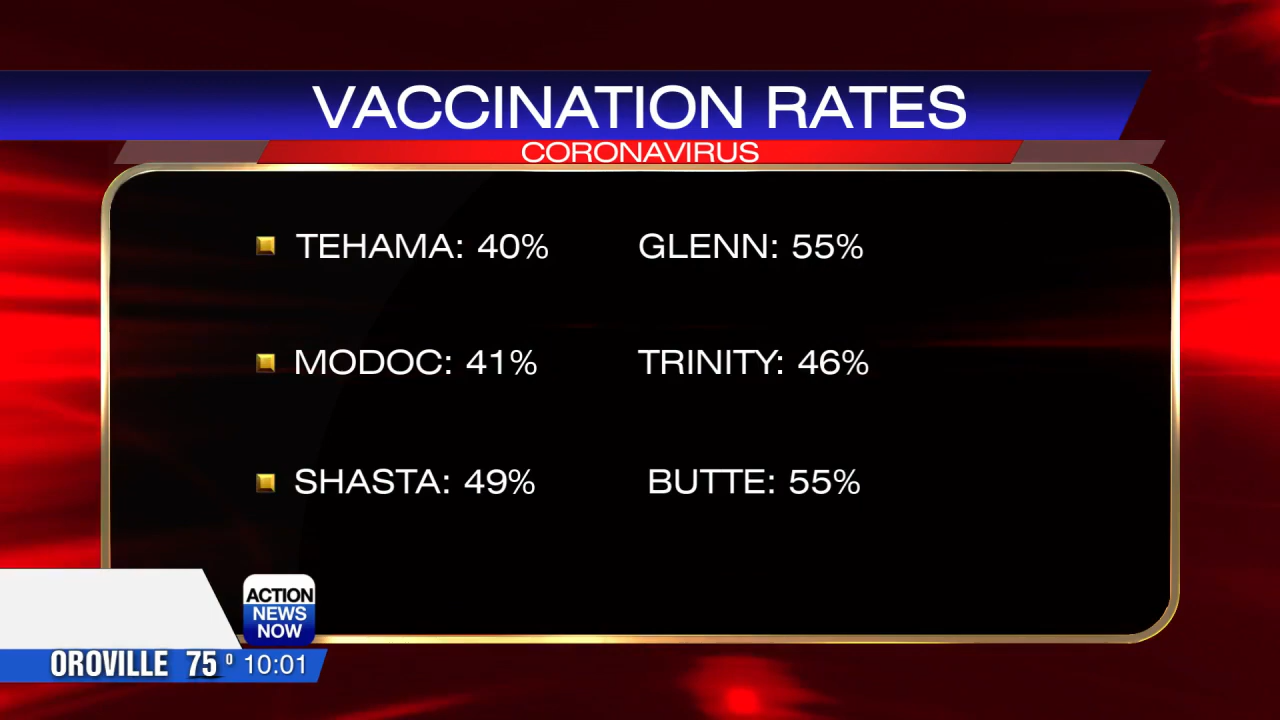 VACCINATION RATES
CORONAVIRUS
TEHAMA: 40% GLENN: 55%
MODOC: 41% TRINITY: 46%
SHASTA: 49% BUTTE: 55%
ACTION
NEWS
NOW
OROVILLE 75° 10:01